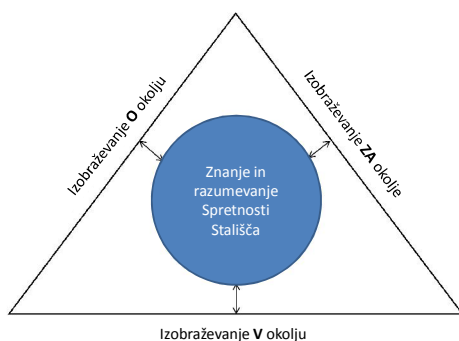 Izobraževanje O okolju
Izobraževanje ZA okolje
Znanje in
razumevanje
Spretnosti
Stališča
Izobraževanje V okolju